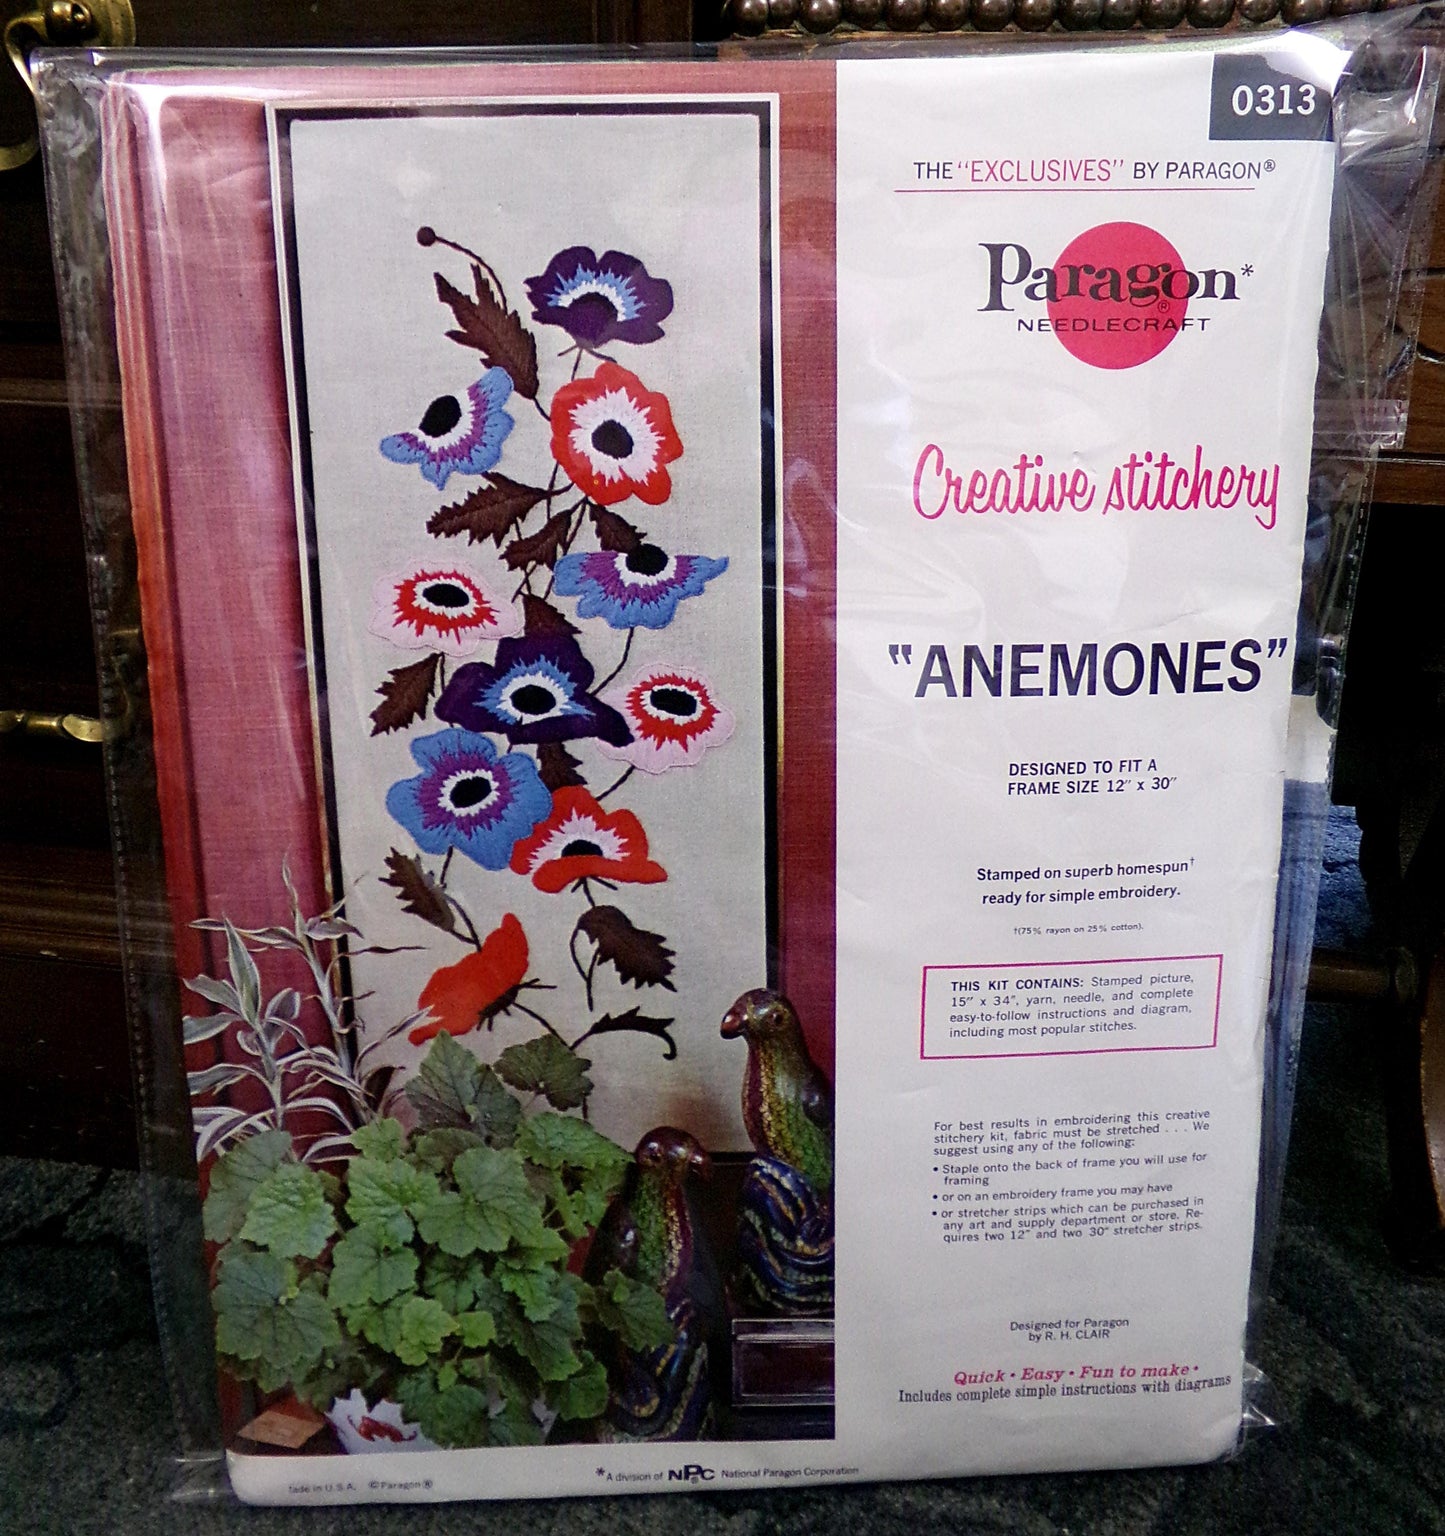 0313
THE "EXCLUSIVES" BY PARAGON®
Paragon*
®
NEEDLECRAFT
Creative stitchery
"ANEMONES"
DESIGNED TO FIT A
FRAME SIZE 12" x 30"
Stamped on superb homespun†
ready for simple embroidery.
†(75% rayon on 25% cotton).
THIS KIT CONTAINS: Stamped picture,
15" x 34", yarn, needle, and complete
easy-to-follow instructions and diagram,
including most popular stitches.
For best results in embroidering this creative
stitchery kit, fabric must be stretched . . . We
suggest using any of the following:
• Staple onto the back of frame you will use for
framing
• or on an embroidery frame you may have
• or stretcher strips which can be purchased in
any art and supply department or store. Re-
quires two 12" and two 30" stretcher strips.
Designed for Paragon
by R. H. CLAIR
Quick • Easy • Fun to make •
Includes complete simple instructions with diagrams
*A division of NPC® National Paragon Corporation
ade in U.S.A. ©Paragon®